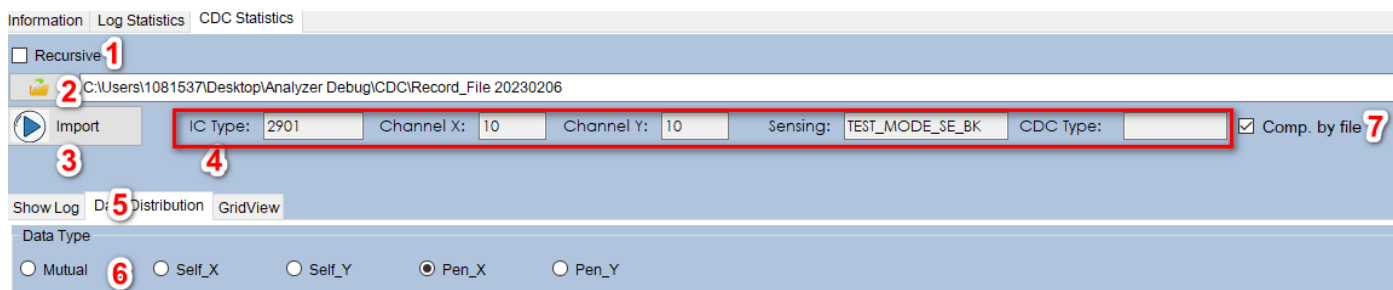 Information Log Statistics CDC Statistics
Recursive 1
2 C:\Users\1081537\Desktop\Analyzer Debug\CDC\Record_File 20230206
Import IC Type: 2901 Channel X: 10 Channel Y: 10 Sensing: TEST_MODE_SE_BK CDC Type: Comp. by file 7
3 4
Show Log 5 Distribution GridView
Data Type
Mutual 6 Self_X Self_Y Pen_X Pen_Y